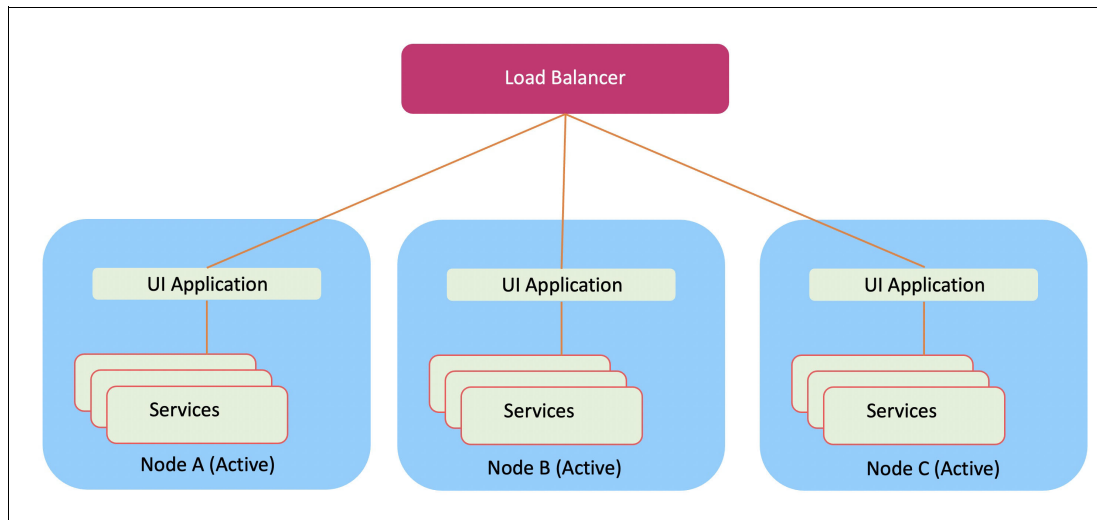 Load Balancer
UI Application
UI Application
UI Application
Services
Services
Services
Node A (Active)
Node B (Active)
Node C (Active)